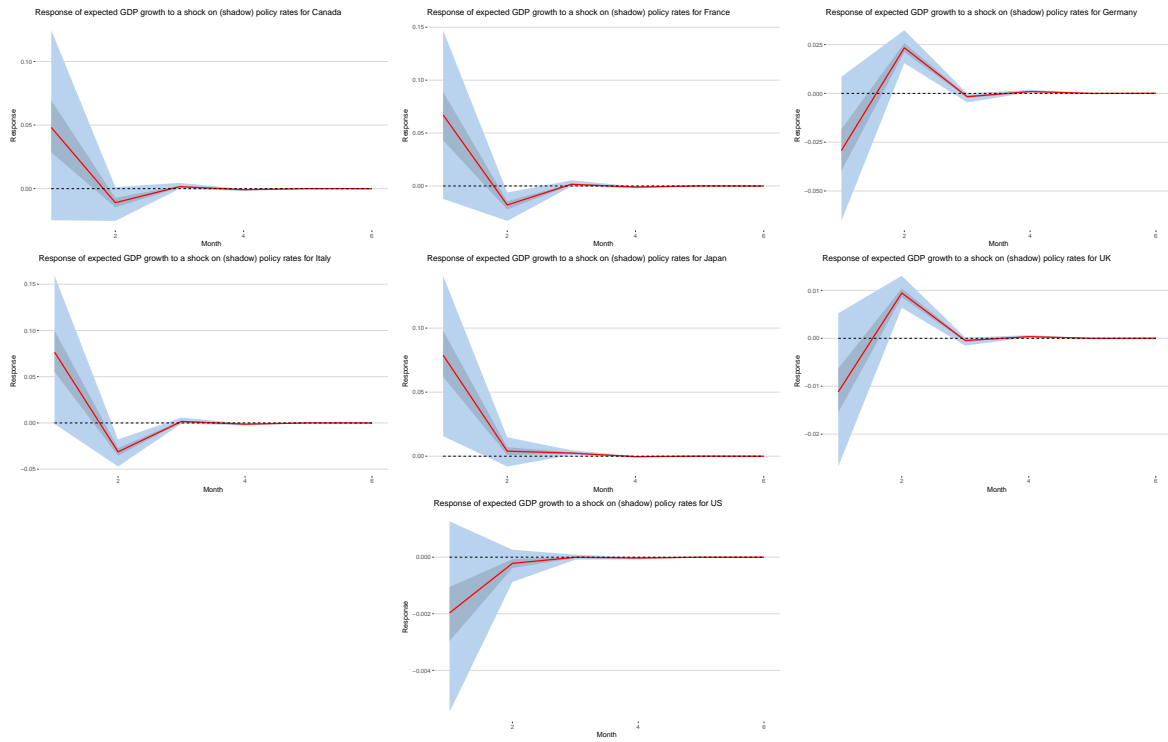 Response of expected GDP growth to a shock on (shadow) policy rates for Canada
0.10
0.05
0.00
Response
2
4
6
Month
Response of expected GDP growth to a shock on (shadow) policy rates for France
0.15
0.10
0.05
0.00
Response
2
4
6
Month
Response of expected GDP growth to a shock on (shadow) policy rates for Germany
0.025
0.000
−0.025
−0.050
Response
2
4
6
Month
Response of expected GDP growth to a shock on (shadow) policy rates for Italy
0.15
0.10
0.05
0.00
−0.05
Response
2
4
6
Month
Response of expected GDP growth to a shock on (shadow) policy rates for Japan
0.10
0.05
0.00
Response
2
4
6
Month
Response of expected GDP growth to a shock on (shadow) policy rates for UK
0.01
0.00
−0.01
−0.02
Response
2
4
6
Month
Response of expected GDP growth to a shock on (shadow) policy rates for US
0.000
−0.002
−0.004
Response
2
4
6
Month